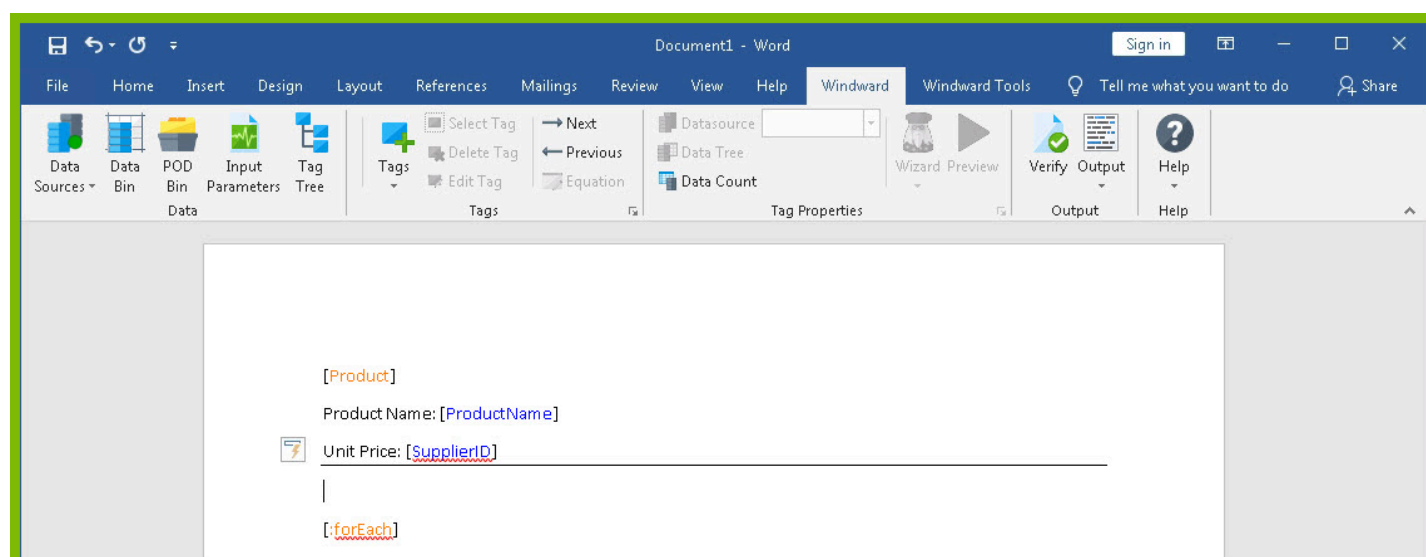 Document1 - Word
Sign in
File Home Insert Design Layout References Mailings Review View Help Windward Windward Tools Tell me what you want to do Share
Data Sources
Data Bin
POD Bin
Input Parameters
Tag Tree
Data
Tags
Select Tag
Delete Tag
Edit Tag
Next
Previous
Equation
Tags
Datasource
Data Tree
Data Count
Wizard
Preview
Tag Properties
Verify
Output
Output
Help
Help
[Product]
Product Name: [ProductName]
Unit Price: [SupplierID]
[:forEach]